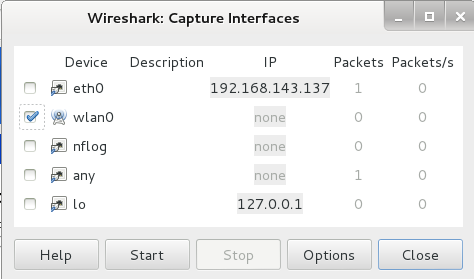 Wireshark: Capture Interfaces
Device Description IP Packets Packets/s
eth0 192.168.143.137 1 0
wlan0 none 0 0
nflog none 0 0
any none 1 0
lo 127.0.0.1 0 0
Help Start Stop Options Close